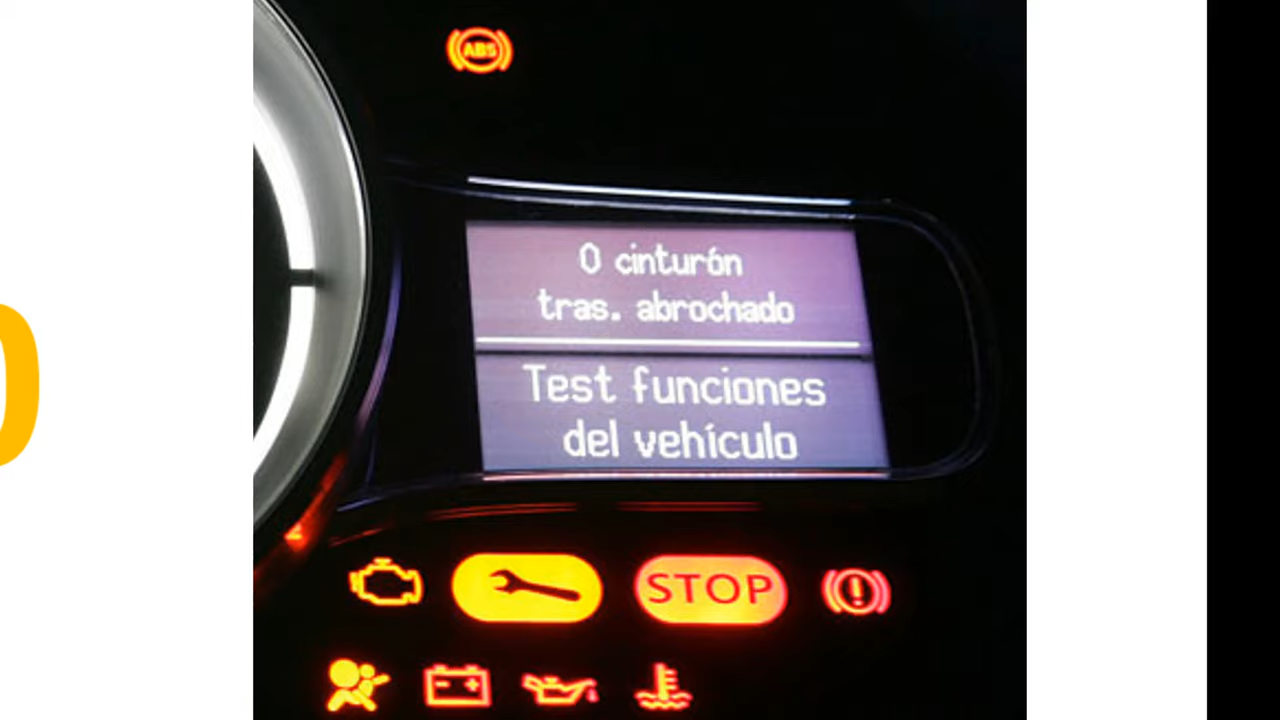 ABS
0 cinturón
tras. abrochado
Test funciones
del vehículo
STOP